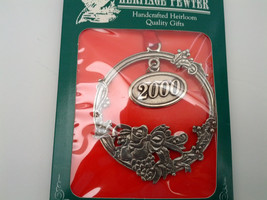 HERITAGE PEWTER
Handcrafted Heirloom
Quality Gifts
2000